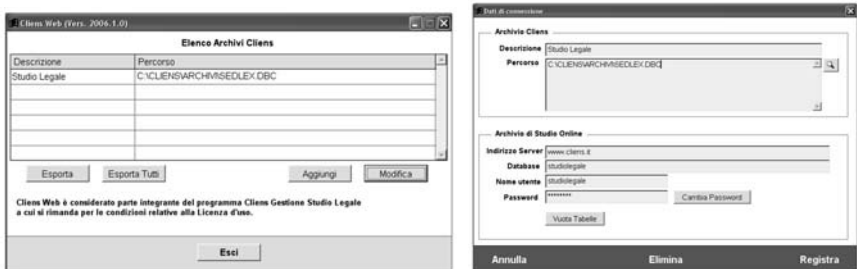 Cliens Web (Vers. 2006.1.0)
Elenco Archivi Cliens
Descrizione Percorso
Studio Legale C:\CLIENS\ARCHIVI\SEDLEX.DBC
Esporta Esporta Tutti Aggiungi Modifica
Cliens Web è considerato parte integrante del programma Cliens Gestione Studio Legale
a cui si rimanda per le condizioni relative alla Licenza d'uso.
Esci
Dati di connessione
Archivio Cliens
Descrizione Studio Legale
Percorso C:\CLIENS\ARCHIVI\SEDLEX.DBC
Archivio di Studio Online
Indirizzo Server www.cliens.it
Database studiolegale
Nome utente studiolegale
Password ******** Cambia Password
Vuota Tabelle
Annulla Elimina Registra